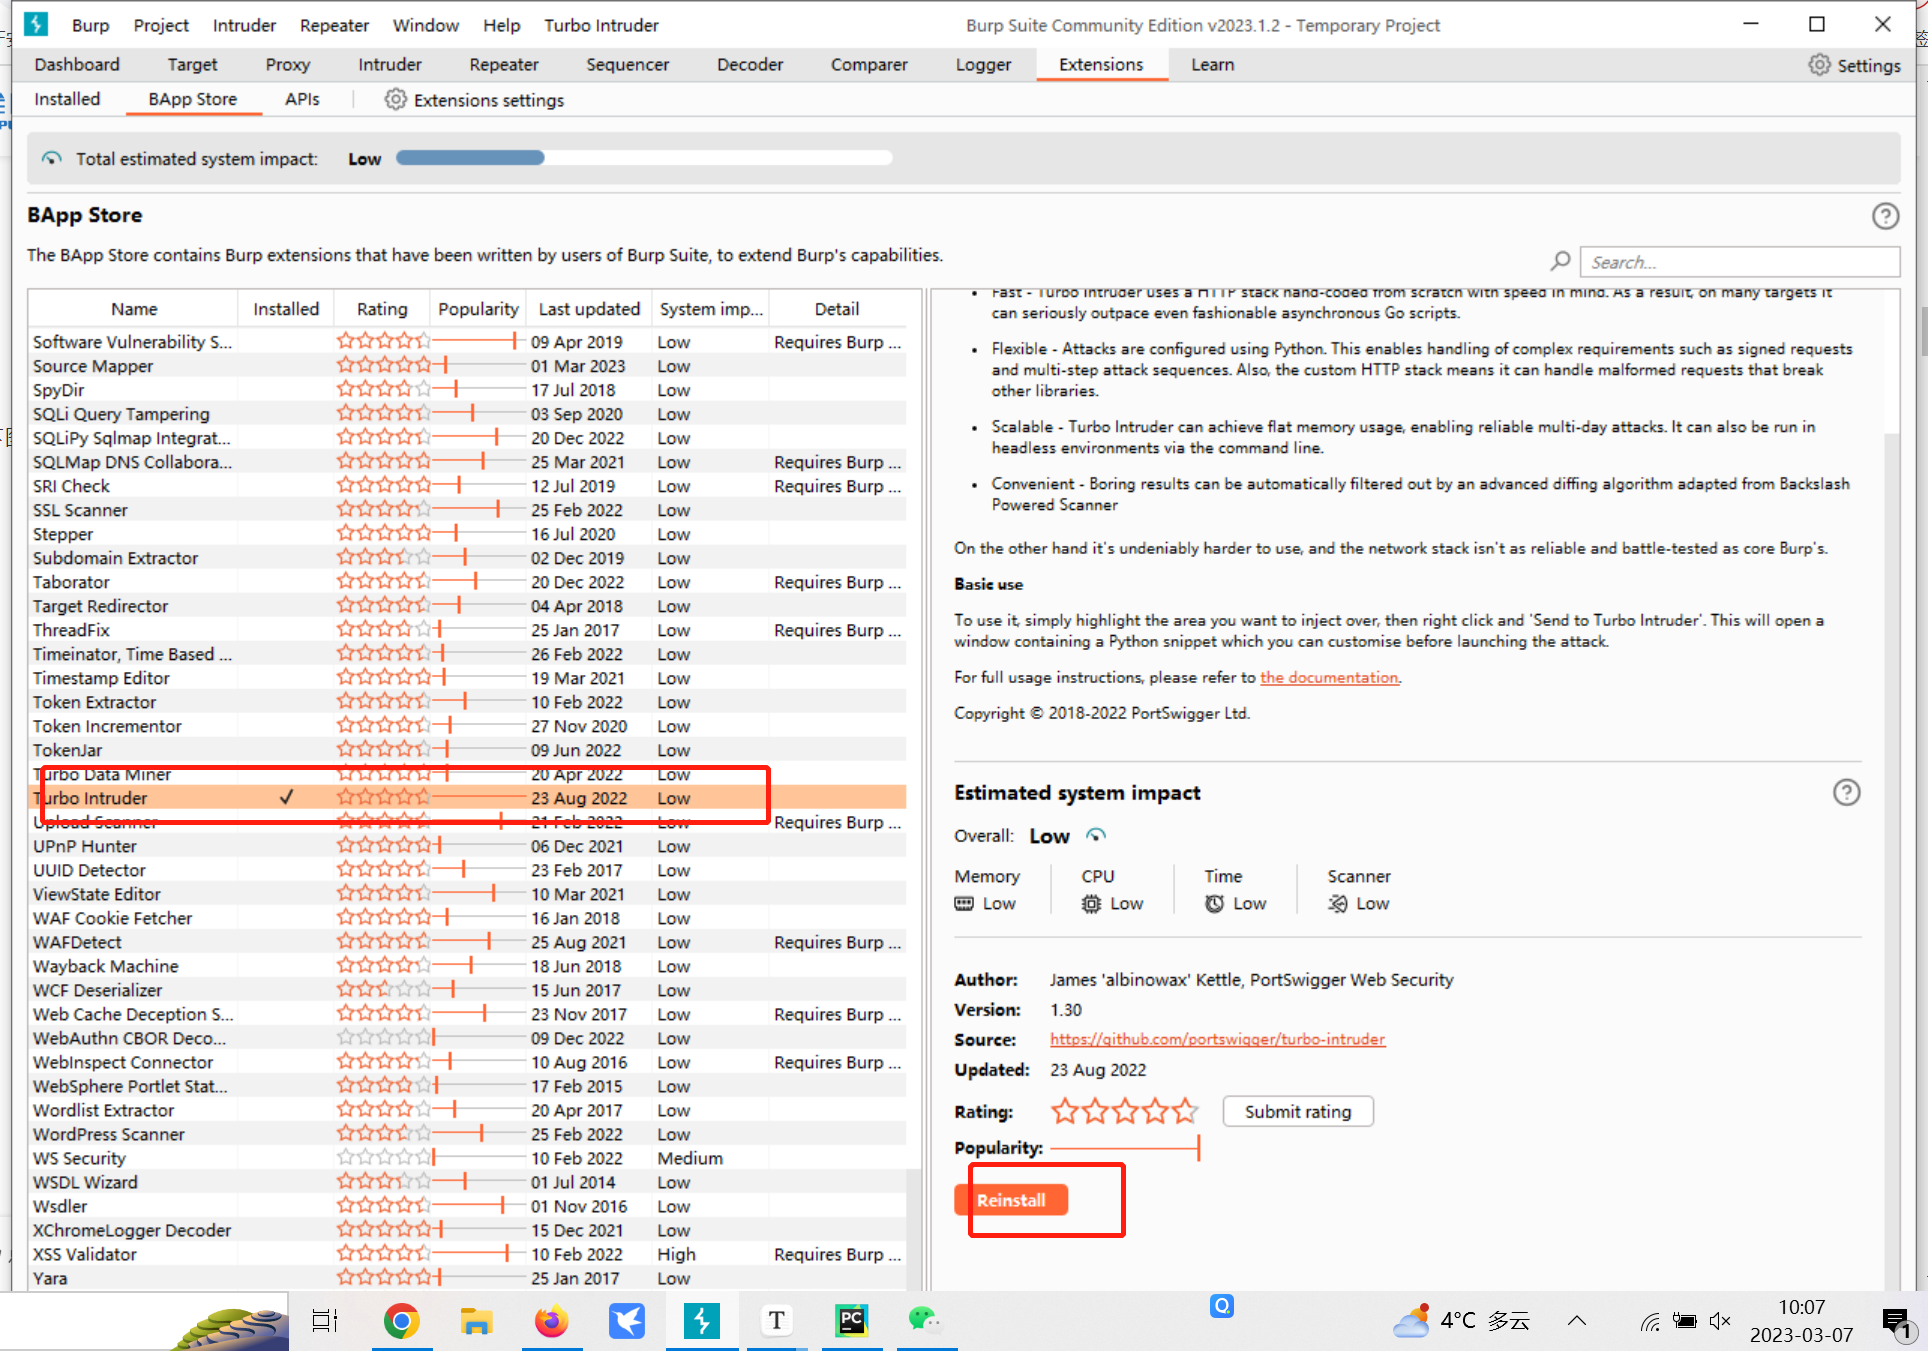 Burp Project Intruder Repeater Window Help Turbo Intruder Burp Suite Community Edition v2023.1.2 - Temporary Project
Dashboard Target Proxy Intruder Repeater Sequencer Decoder Comparer Logger Extensions Learn Settings
Installed BApp Store APIs Extensions settings
Total estimated system impact: Low
BApp Store
The BApp Store contains Burp extensions that have been written by users of Burp Suite, to extend Burp's capabilities.
Search...
Name Installed Rating Popularity Last updated System imp... Detail
Software Vulnerability S... 09 Apr 2019 Low Requires Burp ...
Source Mapper 01 Mar 2023 Low
SpyDir 17 Jul 2018 Low
SQLi Query Tampering 03 Sep 2020 Low
SQLiPy Sqlmap Integrat... 20 Dec 2022 Low
SQLMap DNS Collabora... 25 Mar 2021 Low Requires Burp ...
SRI Check 12 Jul 2019 Low Requires Burp ...
SSL Scanner 25 Feb 2022 Low
Stepper 16 Jul 2020 Low
Subdomain Extractor 02 Dec 2019 Low
Taborator 20 Dec 2022 Low Requires Burp ...
Target Redirector 04 Apr 2018 Low
ThreadFix 25 Jan 2017 Low Requires Burp ...
Timeinator, Time Based ... 26 Feb 2022 Low
Timestamp Editor 19 Mar 2021 Low
Token Extractor 10 Feb 2022 Low
Token Incrementor 27 Nov 2020 Low
TokenJar 09 Jun 2022 Low
Turbo Data Miner 20 Apr 2022 Low
Turbo Intruder ✓ 23 Aug 2022 Low
Upload Scanner 21 Feb 2022 Low Requires Burp ...
UPnP Hunter 06 Dec 2021 Low
UUID Detector 23 Feb 2017 Low
ViewState Editor 10 Mar 2021 Low
WAF Cookie Fetcher 16 Jan 2018 Low
WAFDetect 25 Aug 2021 Low Requires Burp ...
Wayback Machine 18 Jun 2018 Low
WCF Deserializer 15 Jun 2017 Low
Web Cache Deception S... 23 Nov 2017 Low Requires Burp ...
WebAuthn CBOR Deco... 09 Dec 2022 Low
WebInspect Connector 10 Aug 2016 Low Requires Burp ...
WebSphere Portlet Stat... 17 Feb 2015 Low
Wordlist Extractor 20 Apr 2017 Low
WordPress Scanner 25 Feb 2022 Low
WS Security 10 Feb 2022 Medium
WSDL Wizard 01 Jul 2014 Low
Wsdler 01 Nov 2016 Low
XChromeLogger Decoder 15 Dec 2021 Low
XSS Validator 10 Feb 2022 High Requires Burp ...
Yara 25 Jan 2017 Low
• Fast - Turbo Intruder uses a HTTP stack hand-coded from scratch with speed in mind. As a result, on many targets it
can seriously outpace even fashionable asynchronous Go scripts.
• Flexible - Attacks are configured using Python. This enables handling of complex requirements such as signed requests
and multi-step attack sequences. Also, the custom HTTP stack means it can handle malformed requests that break
other libraries.
• Scalable - Turbo Intruder can achieve flat memory usage, enabling reliable multi-day attacks. It can also be run in
headless environments via the command line.
• Convenient - Boring results can be automatically filtered out by an advanced diffing algorithm adapted from Backslash
Powered Scanner
On the other hand it's undeniably harder to use, and the network stack isn't as reliable and battle-tested as core Burp's.
Basic use
To use it, simply highlight the area you want to inject over, then right click and 'Send to Turbo Intruder'. This will open a
window containing a Python snippet which you can customise before launching the attack.
For full usage instructions, please refer to the documentation.
Copyright © 2018-2022 PortSwigger Ltd.
Estimated system impact
Overall: Low
Memory CPU Time Scanner
Low Low Low Low
Author: James 'albinowax' Kettle, PortSwigger Web Security
Version: 1.30
Source: https://github.com/portswigger/turbo-intruder
Updated: 23 Aug 2022
Rating: Submit rating
Popularity:
Reinstall
4°C 多云
10:07
2023-03-07
1